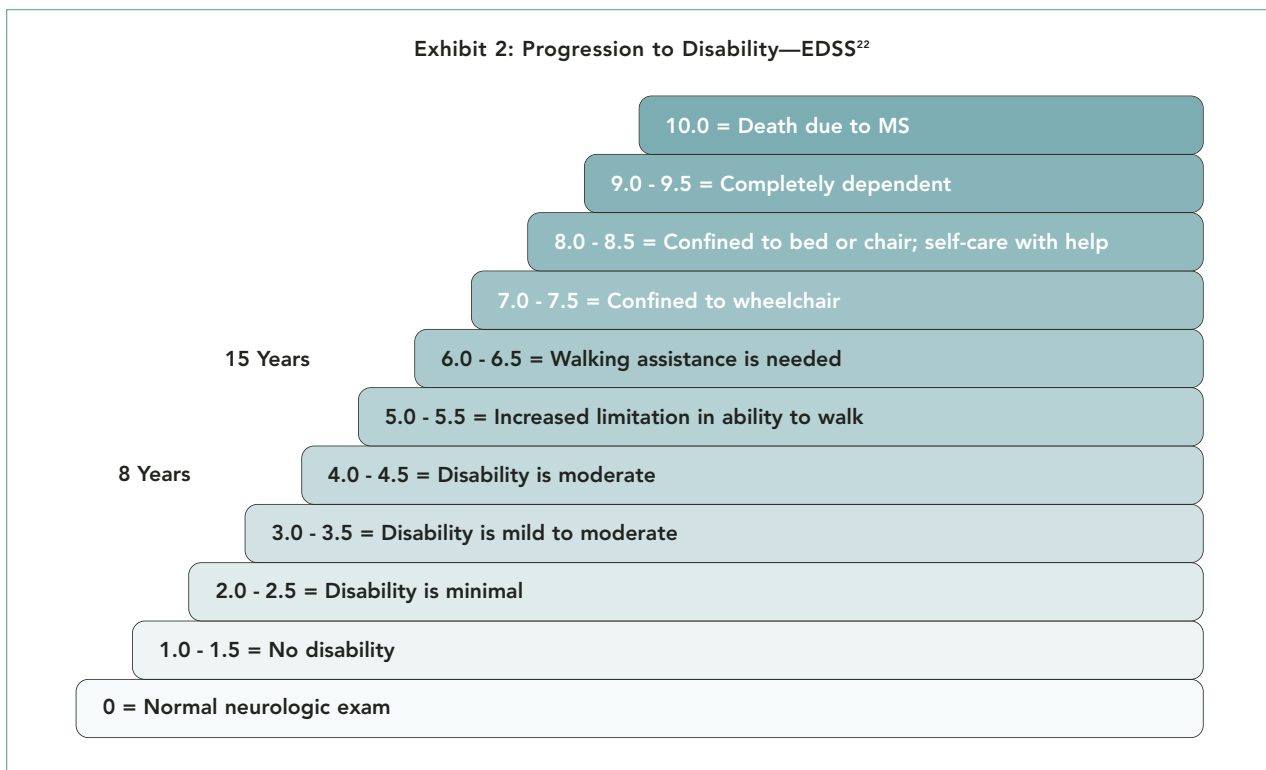 Exhibit 2: Progression to Disability—EDSS22
10.0 = Death due to MS
9.0 - 9.5 = Completely dependent
8.0 - 8.5 = Confined to bed or chair; self-care with help
7.0 - 7.5 = Confined to wheelchair
15 Years
6.0 - 6.5 = Walking assistance is needed
5.0 - 5.5 = Increased limitation in ability to walk
8 Years
4.0 - 4.5 = Disability is moderate
3.0 - 3.5 = Disability is mild to moderate
2.0 - 2.5 = Disability is minimal
1.0 - 1.5 = No disability
0 = Normal neurologic exam